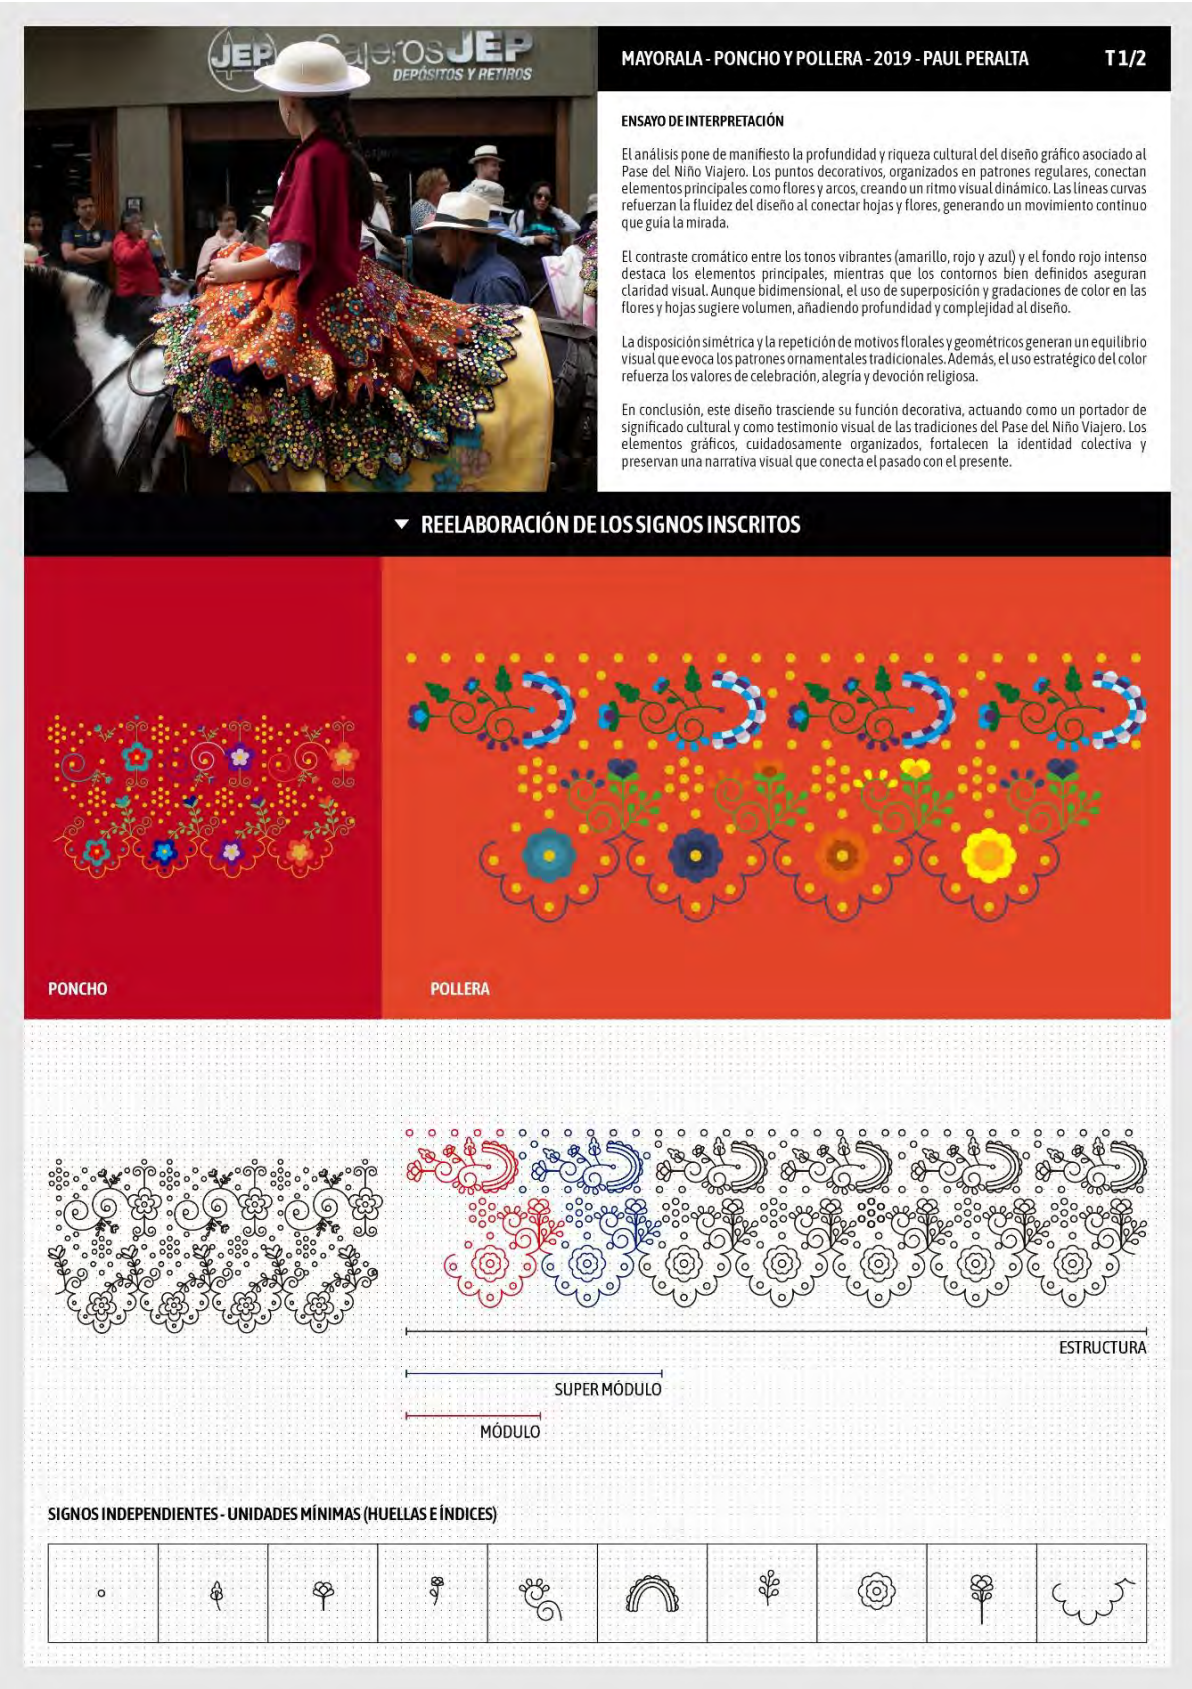 JEP CajerosJEP
DEPÓSITOS Y RETIROS
MAYORALA - PONCHO Y POLLERA - 2019 - PAUL PERALTA T 1/2
ENSAYO DE INTERPRETACIÓN
El análisis pone de manifiesto la profundidad y riqueza cultural del diseño gráfico asociado al
Pase del Niño Viajero. Los puntos decorativos, organizados en patrones regulares, conectan
elementos principales como flores y arcos, creando un ritmo visual dinámico. Las líneas curvas
refuerzan la fluidez del diseño al conectar hojas y flores, generando un movimiento continuo
que guía la mirada.
El contraste cromático entre los tonos vibrantes (amarillo, rojo y azul) y el fondo rojo intenso
destaca los elementos principales, mientras que los contornos bien definidos aseguran
claridad visual. Aunque bidimensional, el uso de superposición y gradaciones de color en las
flores y hojas sugiere volumen, añadiendo profundidad y complejidad al diseño.
La disposición simétrica y la repetición de motivos florales y geométricos generan un equilibrio
visual que evoca los patrones ornamentales tradicionales. Además, el uso estratégico del color
refuerza los valores de celebración, alegría y devoción religiosa.
En conclusión, este diseño trasciende su función decorativa, actuando como un portador de
significado cultural y como testimonio visual de las tradiciones del Pase del Niño Viajero. Los
elementos gráficos, cuidadosamente organizados, fortalecen la identidad colectiva y
preservan una narrativa visual que conecta el pasado con el presente.
REELABORACIÓN DE LOS SIGNOS INSCRITOS
PONCHO
POLLERA
ESTRUCTURA
SUPER MÓDULO
MÓDULO
SIGNOS INDEPENDIENTES - UNIDADES MÍNIMAS (HUELLAS E ÍNDICES)